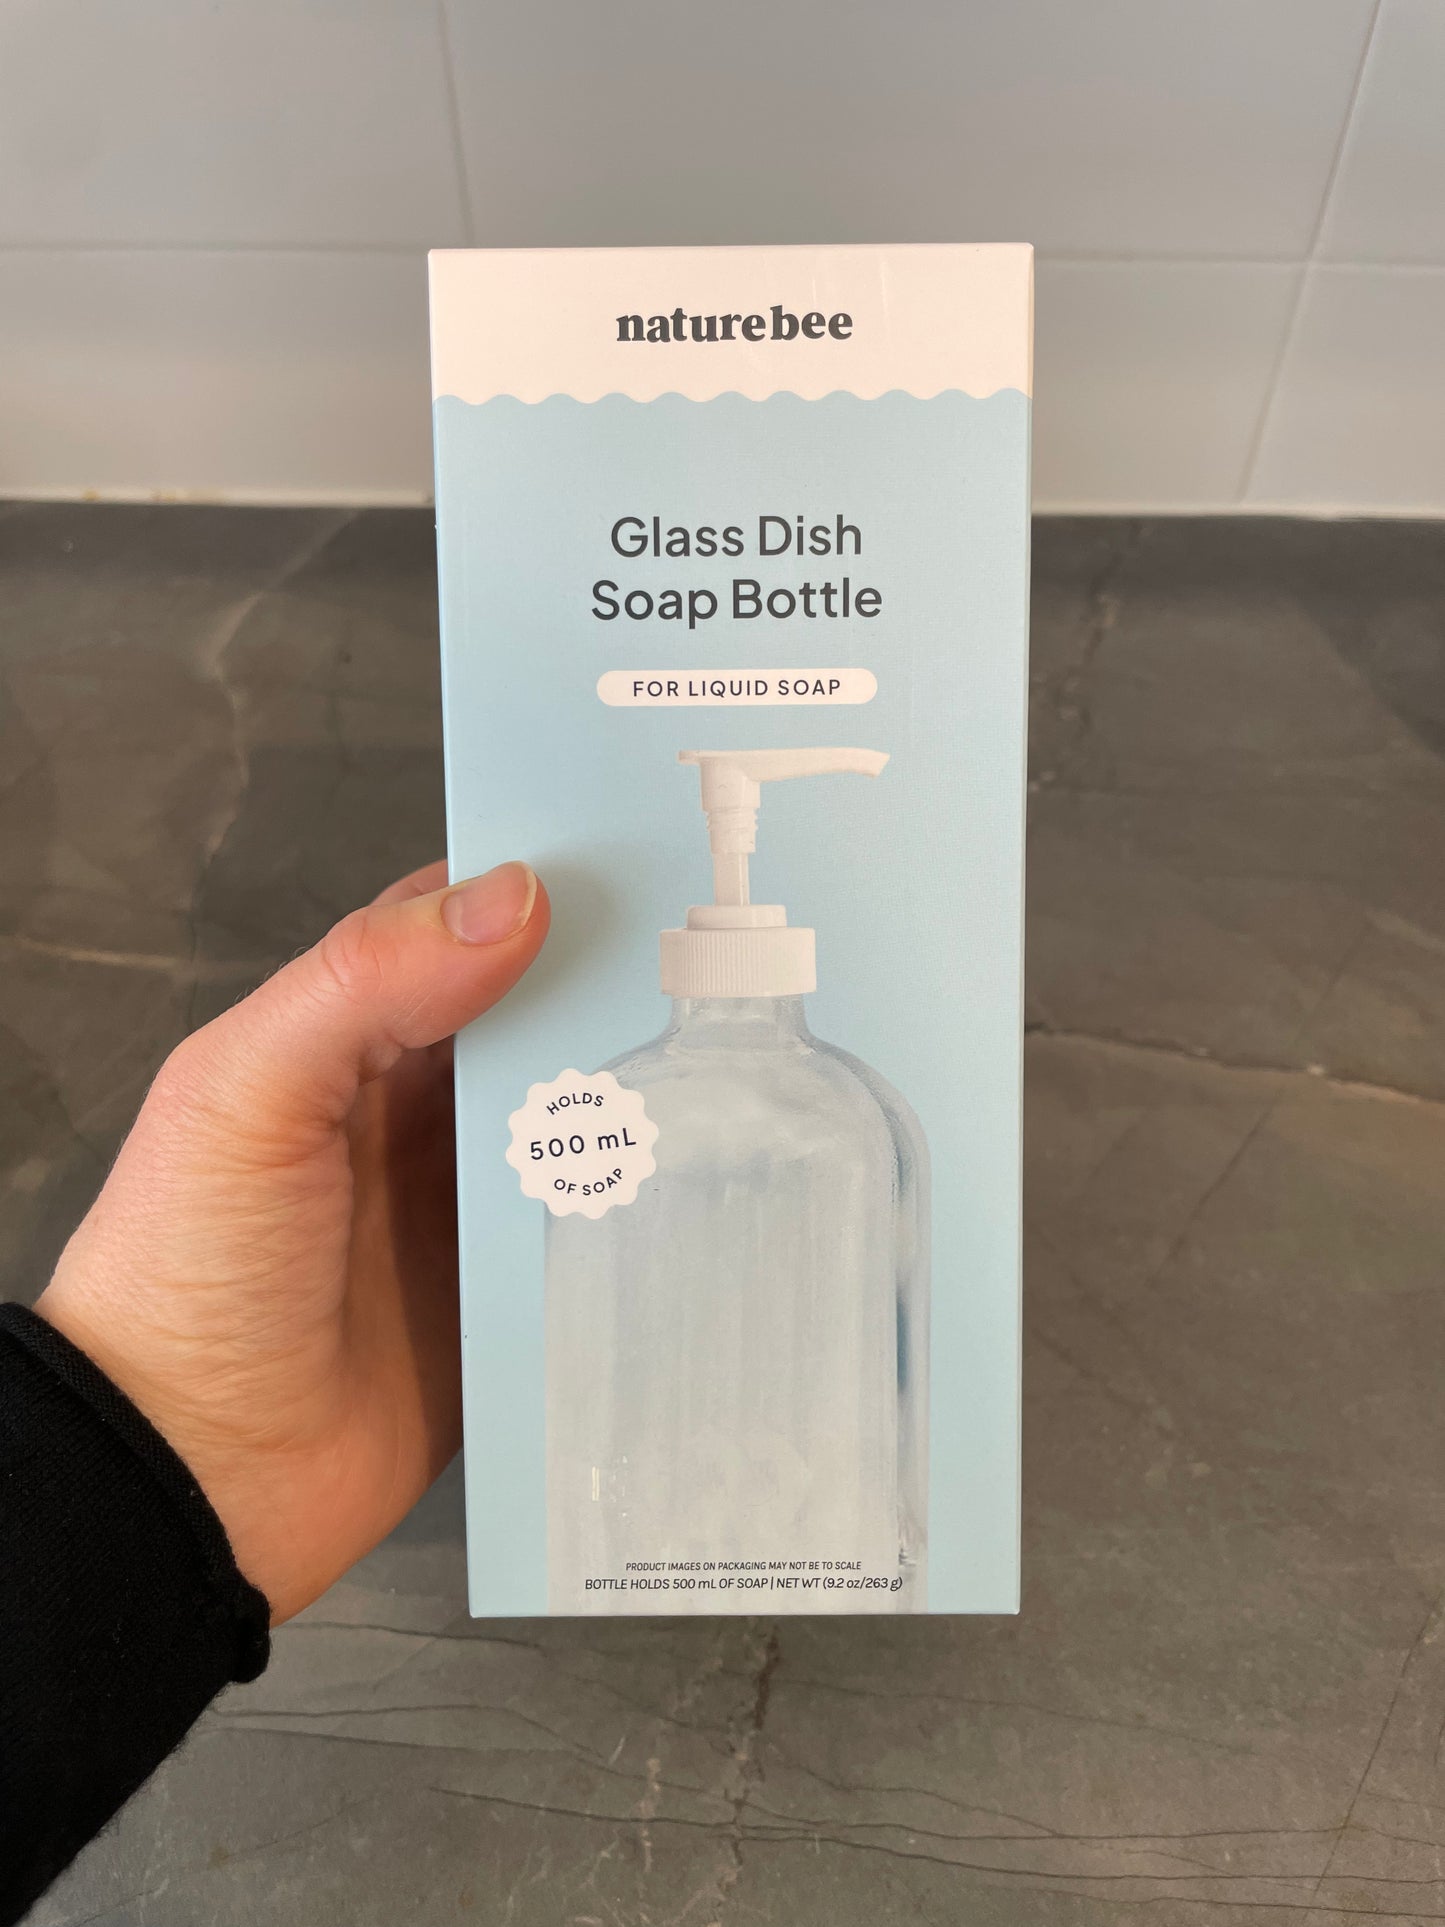 naturebee
Glass Dish
Soap Bottle
FOR LIQUID SOAP
HOLDS
500 mL
OF SOAP
PRODUCT IMAGES ON PACKAGING MAY NOT BE TO SCALE
BOTTLE HOLDS 500 mL OF SOAP | NET WT (9.2 oz/263 g)